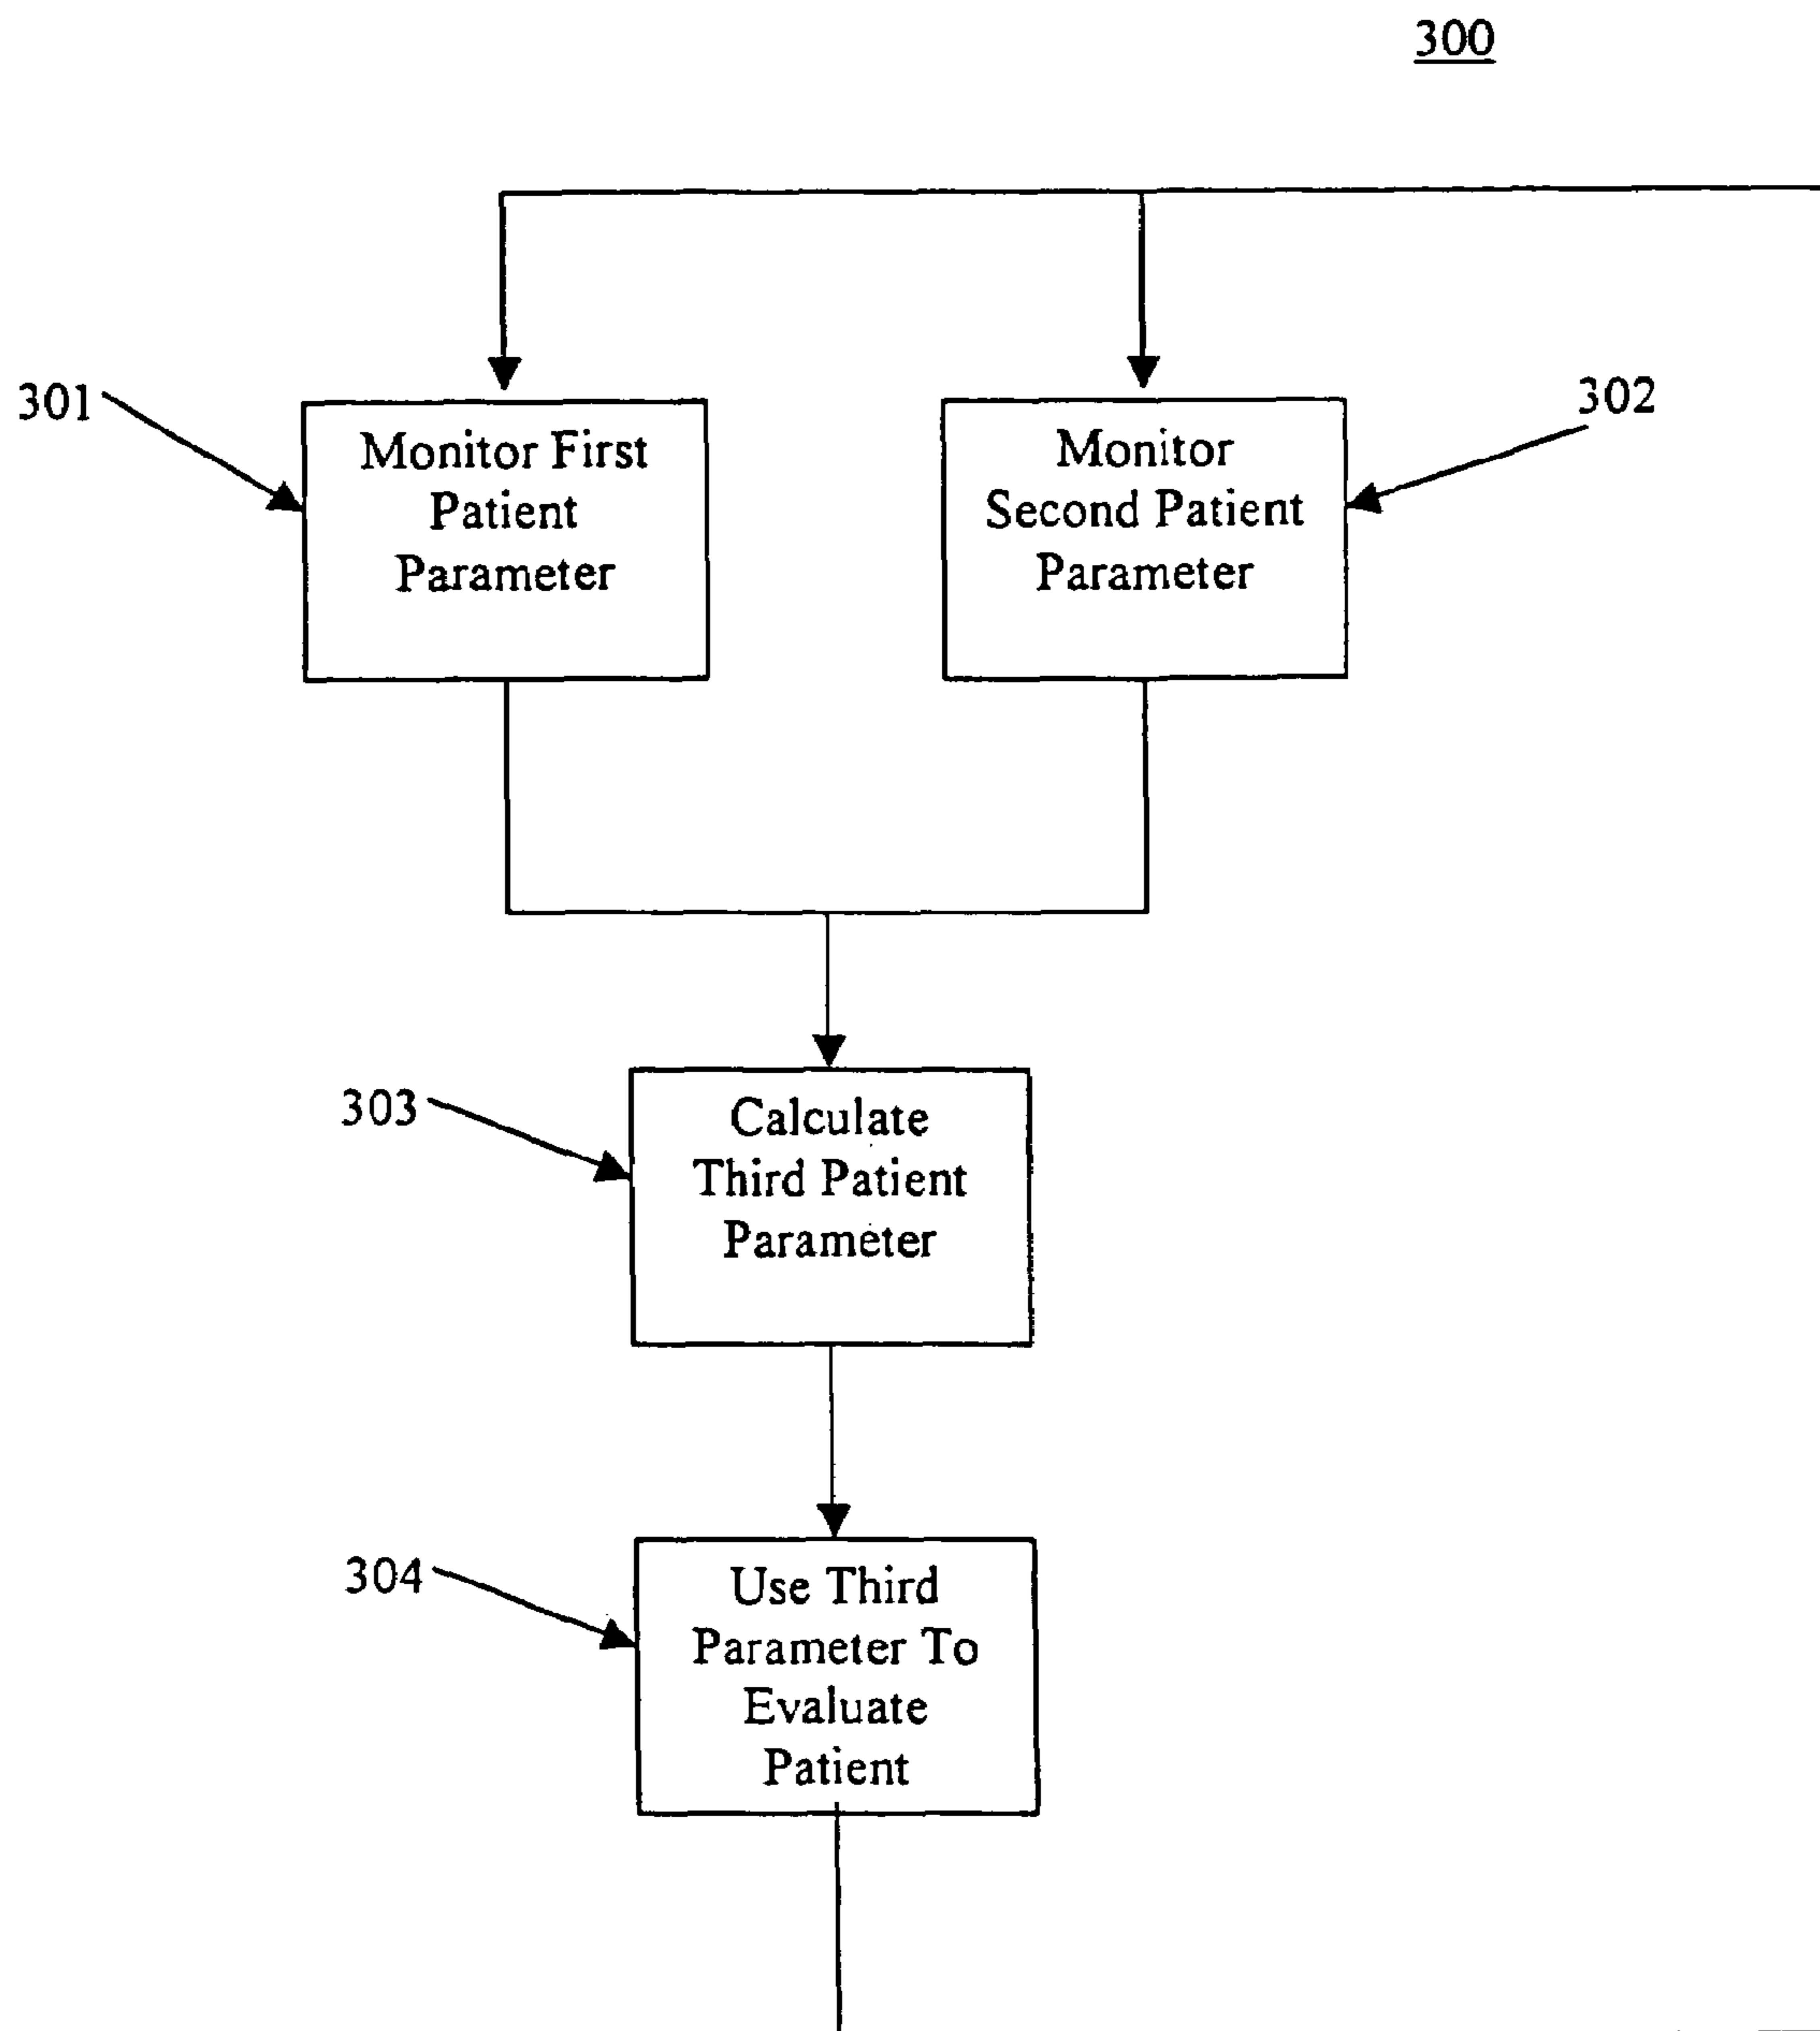 300
301
Monitor First
Patient
Parameter
Monitor
Second Patient
Parameter
302
303
Calculate
Third Patient
Parameter
304
Use Third
Parameter To
Evaluate
Patient